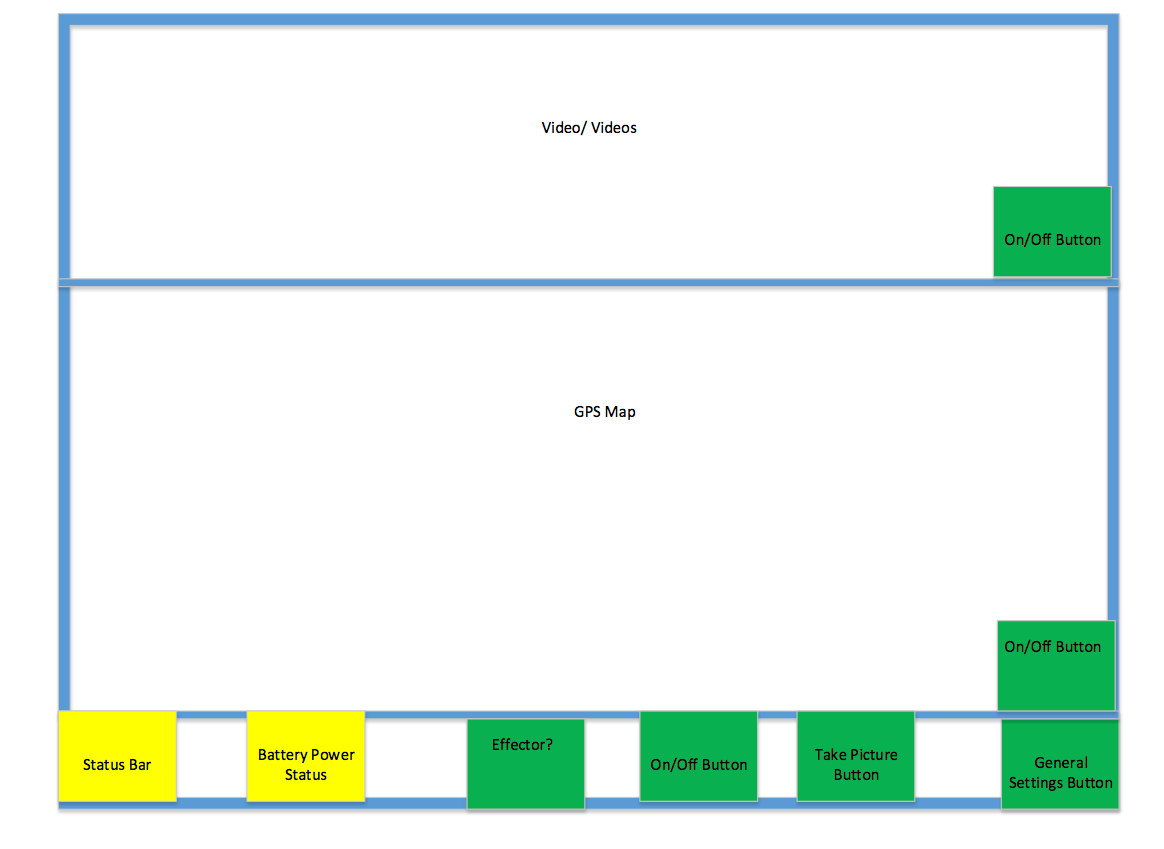 Video/ Videos
On/Off Button
GPS Map
On/Off Button
Status Bar
Battery Power
Status
Effector?
On/Off Button
Take Picture
Button
General
Settings Button